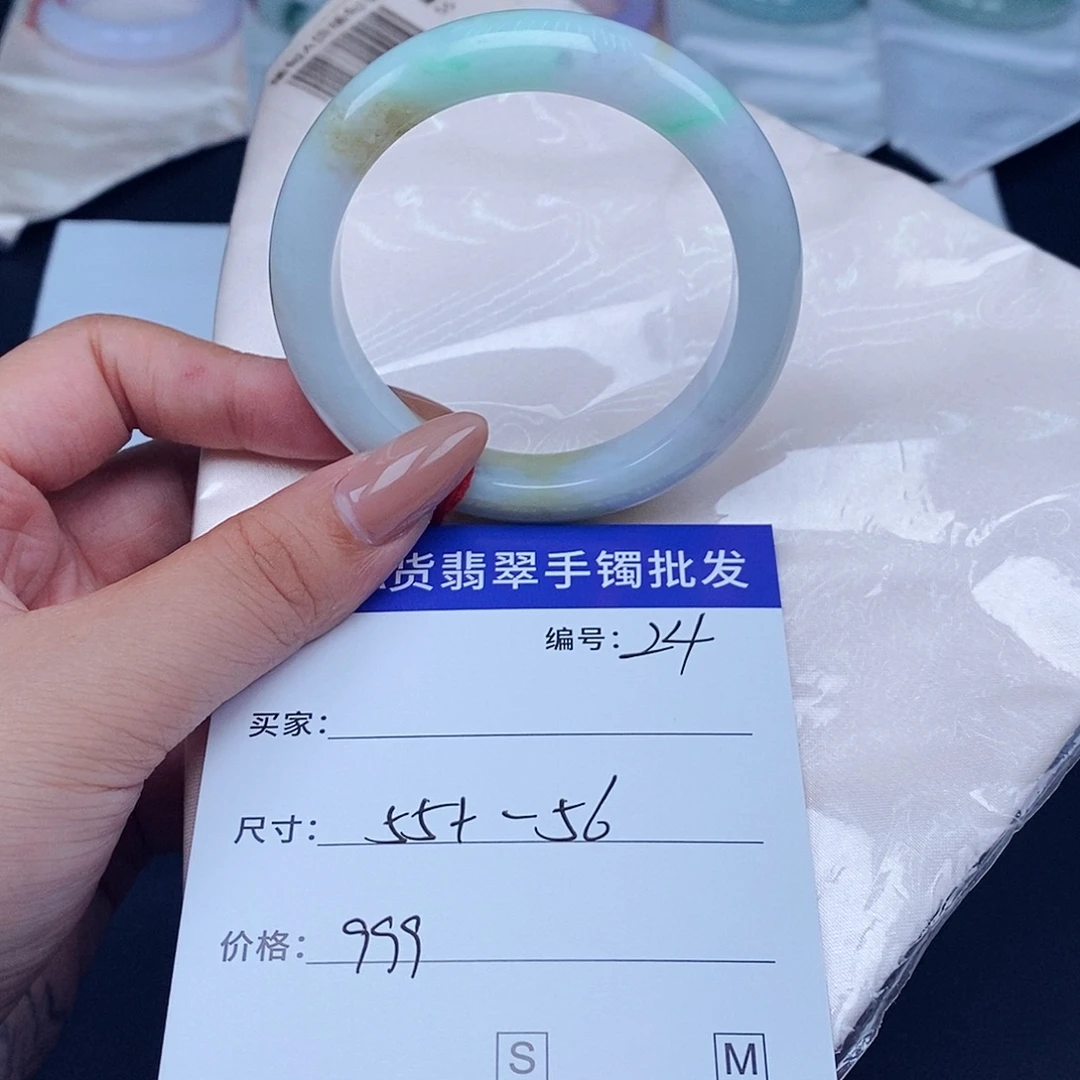 货翡翠手镯批发
编号：24
买家：
尺寸：55+-56
价格：999
S M